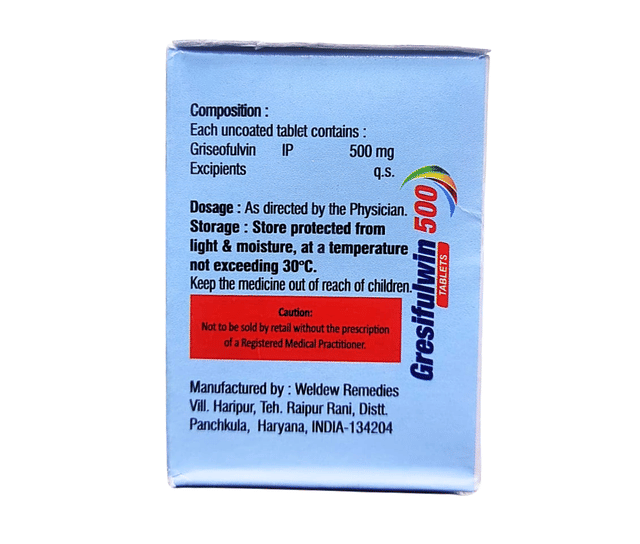 Composition :
Each uncoated tablet contains :
Griseofulvin IP 500 mg
Excipients q.s.
Dosage : As directed by the Physician.
Storage : Store protected from
light & moisture, at a temperature
not exceeding 30°C.
Keep the medicine out of reach of children.
Caution:
Not to be sold by retail without the prescription
of a Registered Medical Practitioner.
Manufactured by : Weldew Remedies
Vill. Haripur, Teh. Raipur Rani, Distt.
Panchkula, Haryana, INDIA-134204
Gresifulwin 500
TABLETS